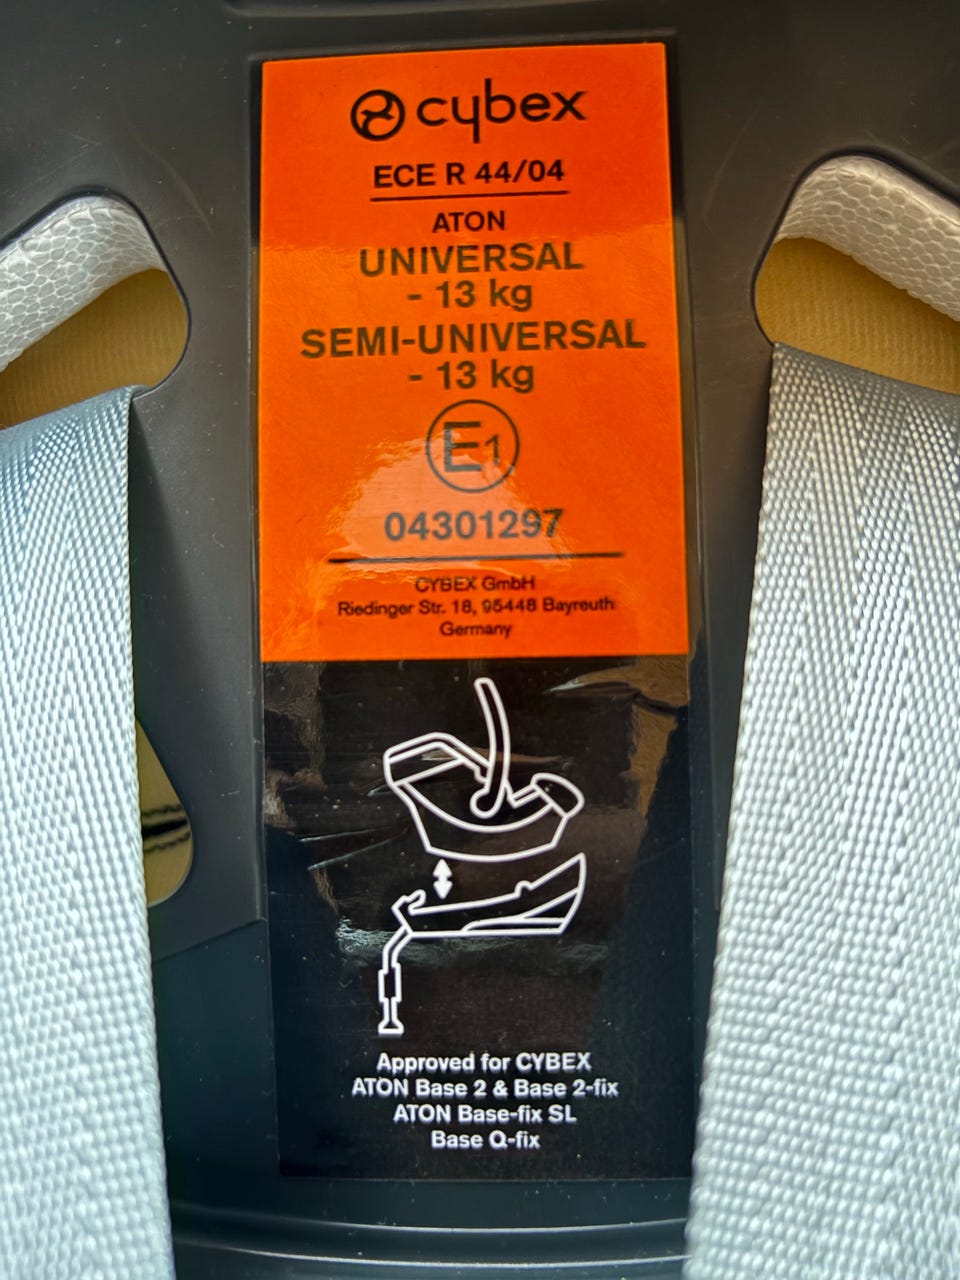 cybex
ECE R 44/04
ATON
UNIVERSAL
- 13 kg
SEMI-UNIVERSAL
- 13 kg
E1
04301297
CYBEX GmbH
Riedinger Str. 18, 95448 Bayreuth
Germany
Approved for CYBEX
ATON Base 2 & Base 2-fix
ATON Base-fix SL
Base Q-fix